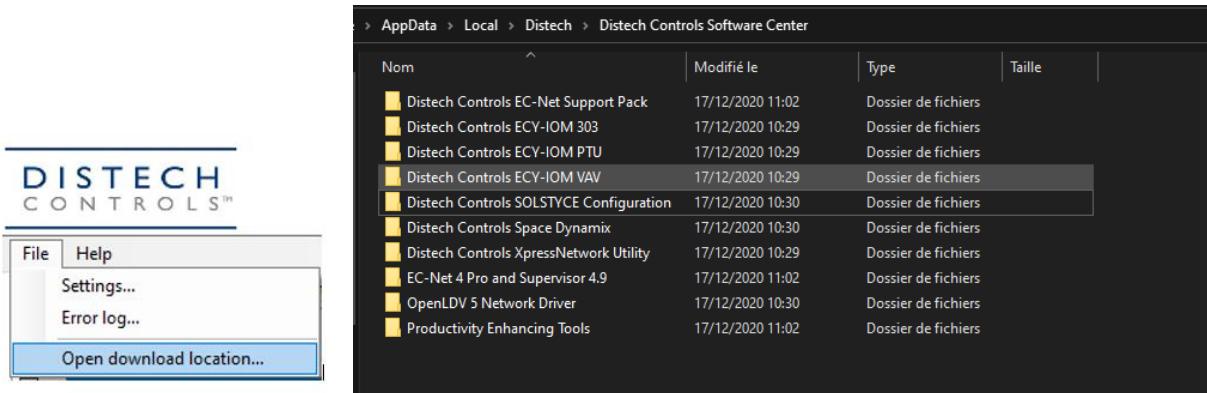 DISTECH
CONTROLS™
File Help
Settings...
Error log...
Open download location...
> AppData > Local > Distech > Distech Controls Software Center
Nom Modifié le Type Taille
Distech Controls EC-Net Support Pack 17/12/2020 11:02 Dossier de fichiers
Distech Controls ECY-IOM 303 17/12/2020 10:29 Dossier de fichiers
Distech Controls ECY-IOM PTU 17/12/2020 10:29 Dossier de fichiers
Distech Controls ECY-IOM VAV 17/12/2020 10:29 Dossier de fichiers
Distech Controls SOLSTYCE Configuration 17/12/2020 10:30 Dossier de fichiers
Distech Controls Space Dynamix 17/12/2020 10:30 Dossier de fichiers
Distech Controls XpressNetwork Utility 17/12/2020 10:29 Dossier de fichiers
EC-Net 4 Pro and Supervisor 4.9 17/12/2020 11:02 Dossier de fichiers
OpenLDV 5 Network Driver 17/12/2020 10:30 Dossier de fichiers
Productivity Enhancing Tools 17/12/2020 11:02 Dossier de fichiers